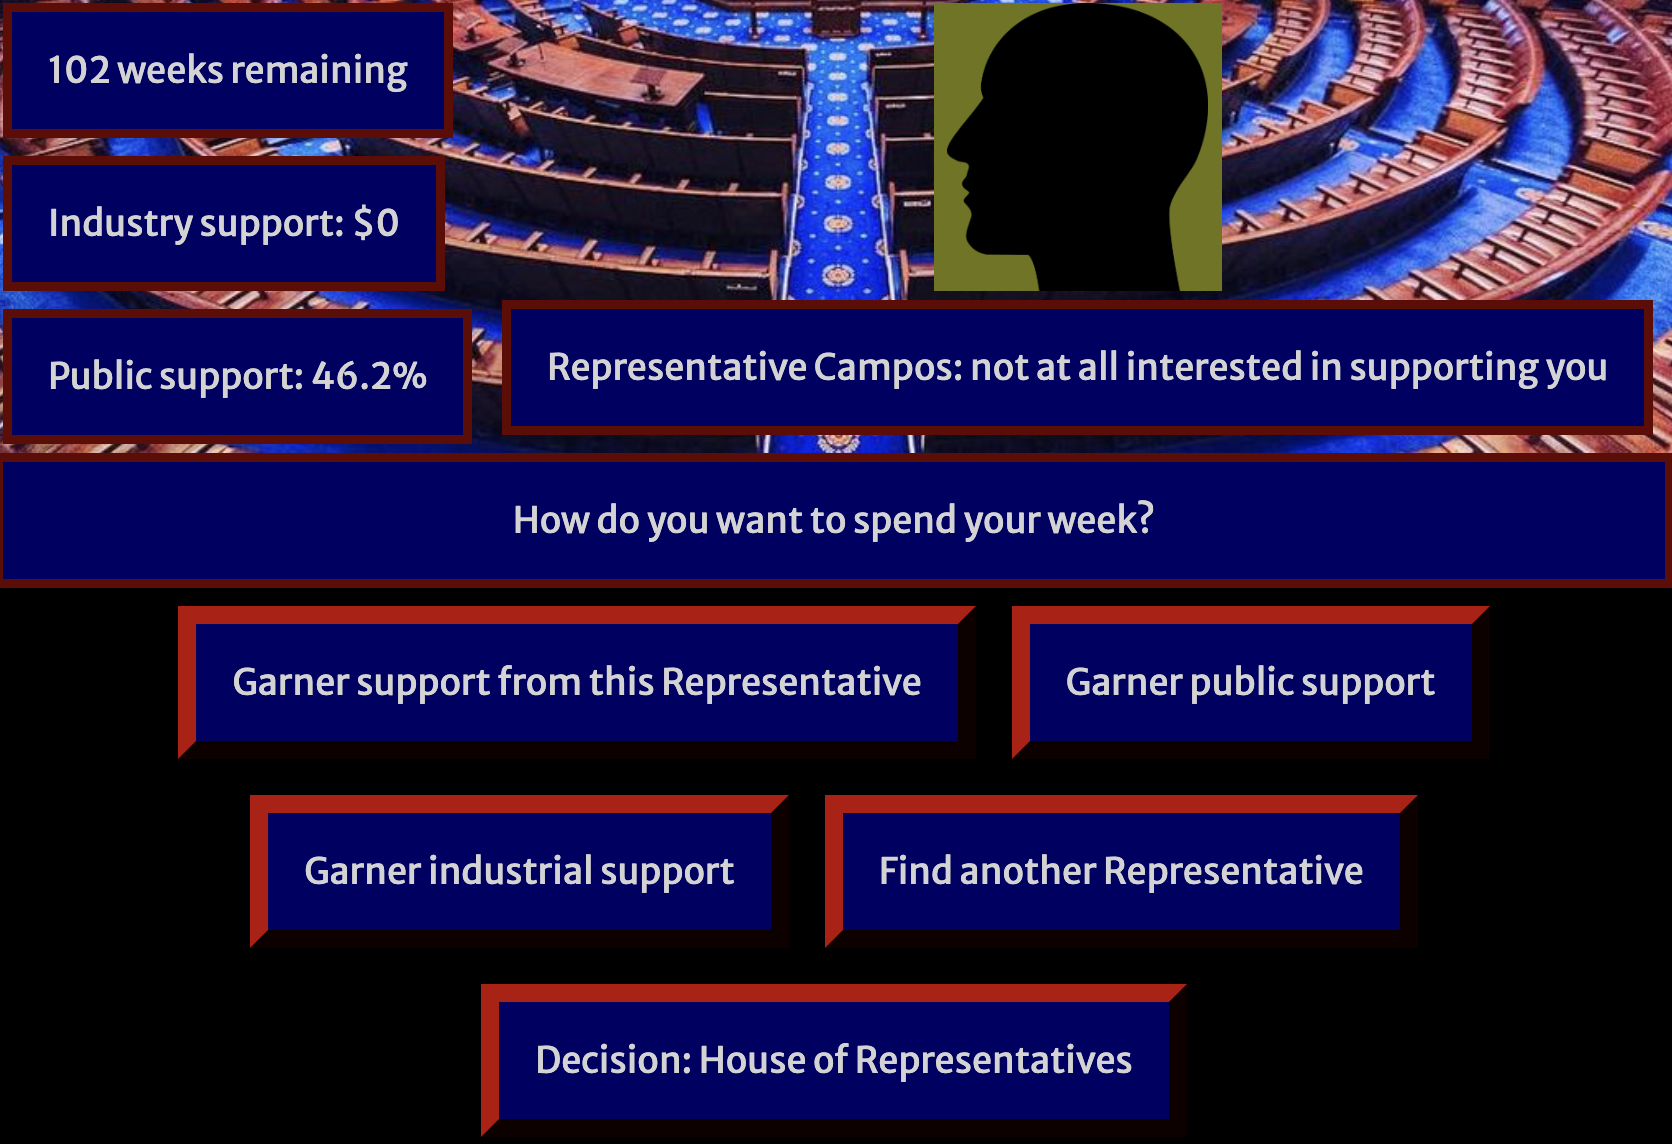 102 weeks remaining
Industry support: $0
Public support: 46.2%
Representative Campos: not at all interested in supporting you
How do you want to spend your week?
Garner support from this Representative
Garner public support
Garner industrial support
Find another Representative
Decision: House of Representatives